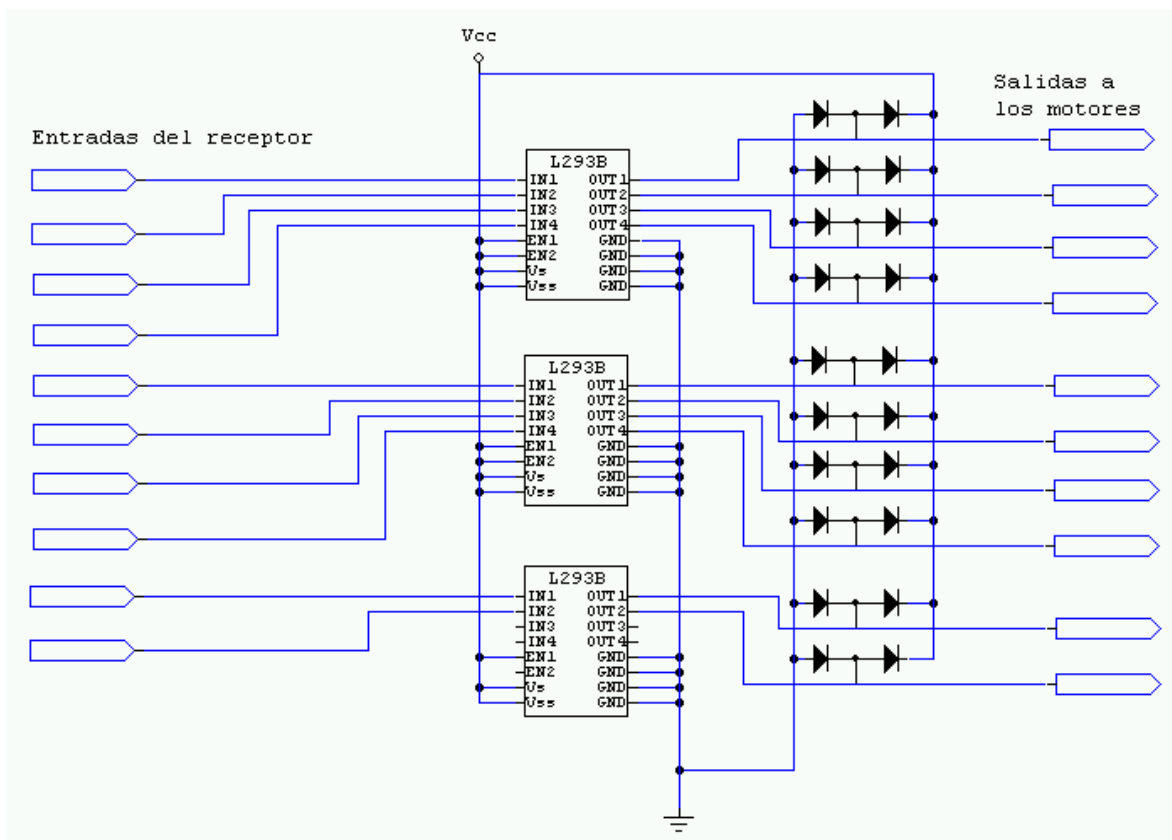 Vcc
Salidas a
los motores
Entradas del receptor
L293B
IN1 OUT1
IN2 OUT2
IN3 OUT3
IN4 OUT4
EN1 GND
EN2 GND
Vs GND
Vss GND
L293B
IN1 OUT1
IN2 OUT2
IN3 OUT3
IN4 OUT4
EN1 GND
EN2 GND
Vs GND
Vss GND
L293B
IN1 OUT1
IN2 OUT2
IN3 OUT3
IN4 OUT4
EN1 GND
EN2 GND
Vs GND
Vss GND